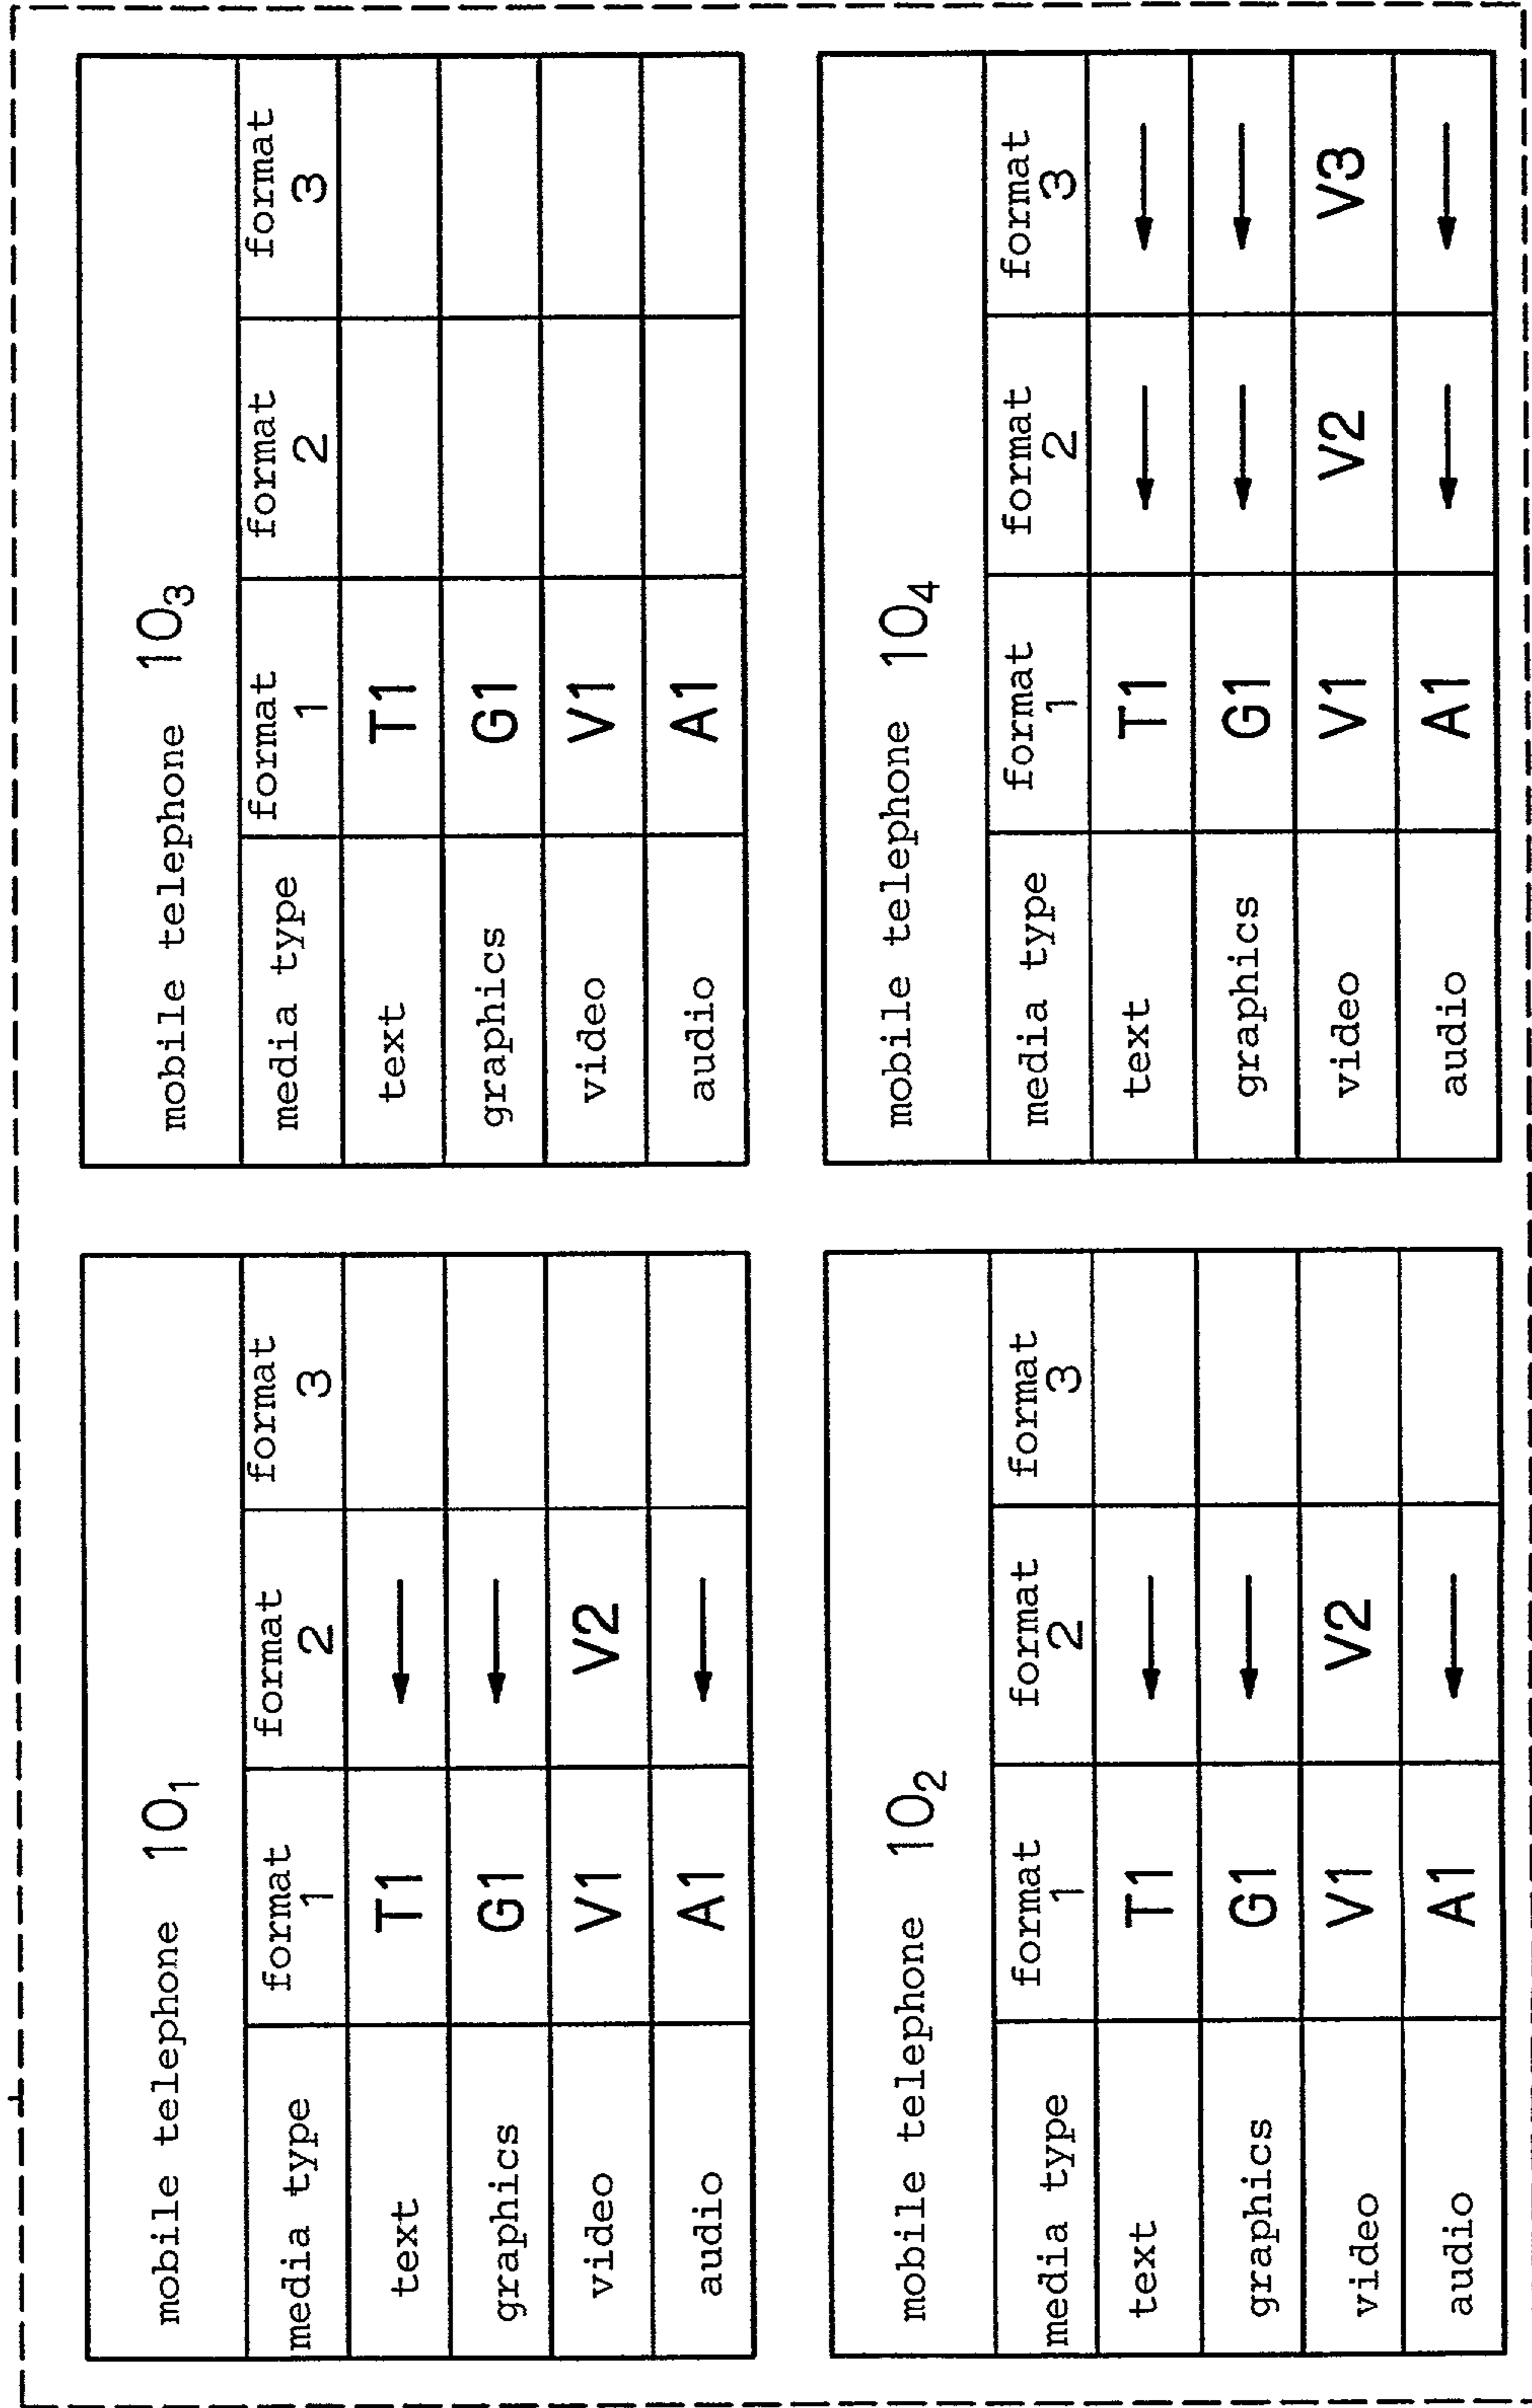 mobile telephone 10₁
media type format 1 format 2 format 3
text T1
graphics G1
video V1 V2
audio A1
mobile telephone 10₃
media type format 1 format 2 format 3
text T1
graphics G1
video V1
audio A1
mobile telephone 10₂
media type format 1 format 2 format 3
text T1
graphics G1
video V1 V2
audio A1
mobile telephone 10₄
media type format 1 format 2 format 3
text T1
graphics G1
video V1 V2 V3
audio A1